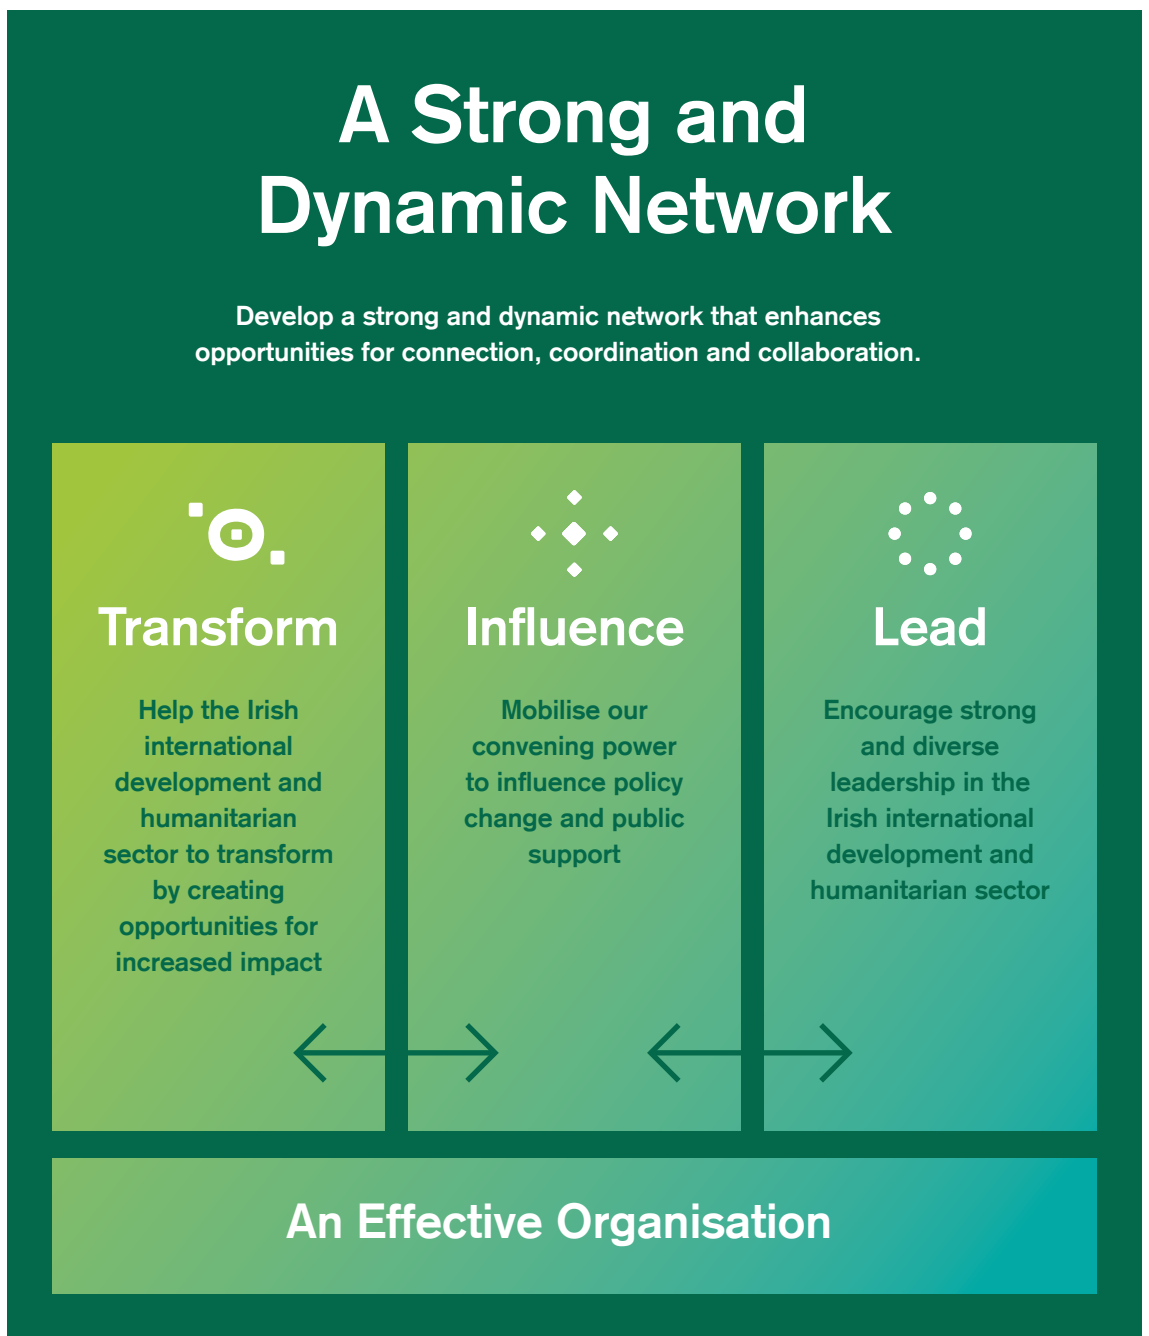 A Strong and
Dynamic Network
Develop a strong and dynamic network that enhances
opportunities for connection, coordination and collaboration.
Transform
Help the Irish
international
development and
humanitarian
sector to transform
by creating
opportunities for
increased impact
Influence
Mobilise our
convening power
to influence policy
change and public
support
Lead
Encourage strong
and diverse
leadership in the
Irish international
development and
humanitarian sector
An Effective Organisation